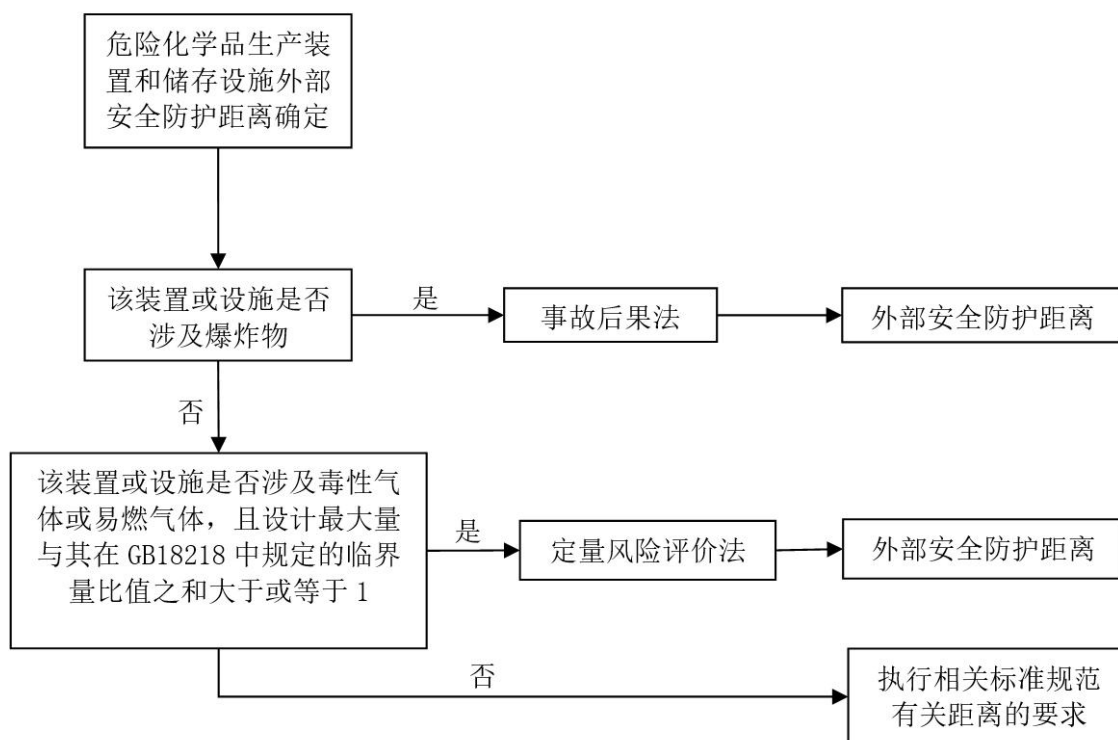 危险化学品生产装
置和储存设施外部
安全防护距离确定
该装置或设施是否
涉及爆炸物
是
事故后果法
外部安全防护距离
否
该装置或设施是否涉及毒性气
体或易燃气体，且设计最大量
与其在 GB18218 中规定的临界
量比值之和大于或等于 1
是
定量风险评价法
外部安全防护距离
否
执行相关标准规范
有关距离的要求